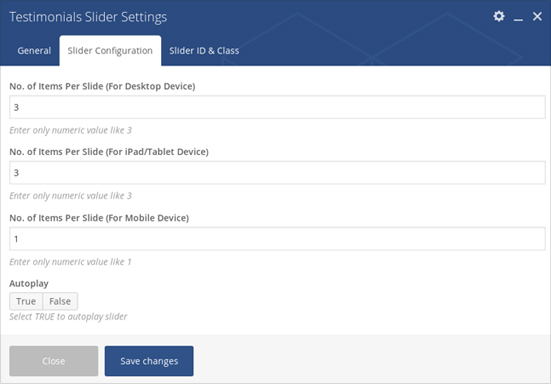 Testimonials Slider Settings
General Slider Configuration Slider ID & Class
No. of Items Per Slide (For Desktop Device)
3
Enter only numeric value like 3
No. of Items Per Slide (For iPad/Tablet Device)
3
Enter only numeric value like 3
No. of Items Per Slide (For Mobile Device)
1
Enter only numeric value like 1
Autoplay
True False
Select TRUE to autoplay slider
Close Save changes